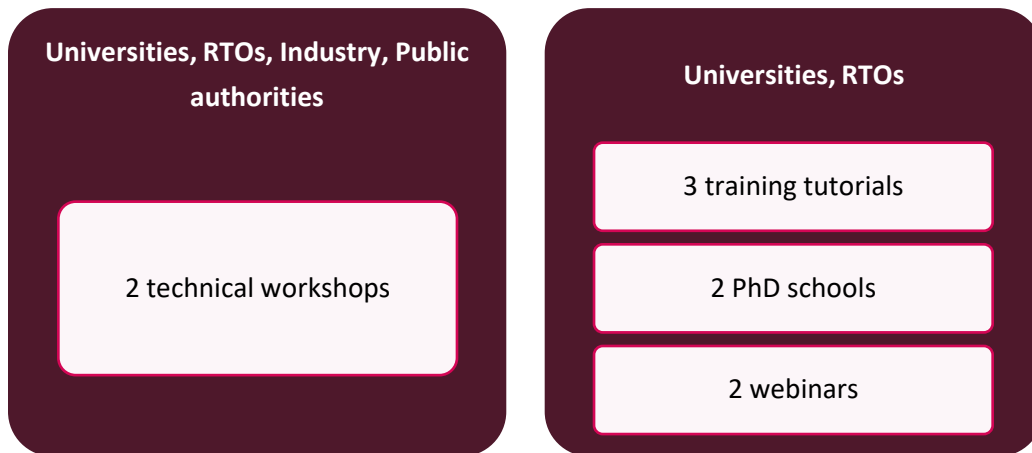 Universities, RTOs, Industry, Public
authorities
2 technical workshops
Universities, RTOs
3 training tutorials
2 PhD schools
2 webinars